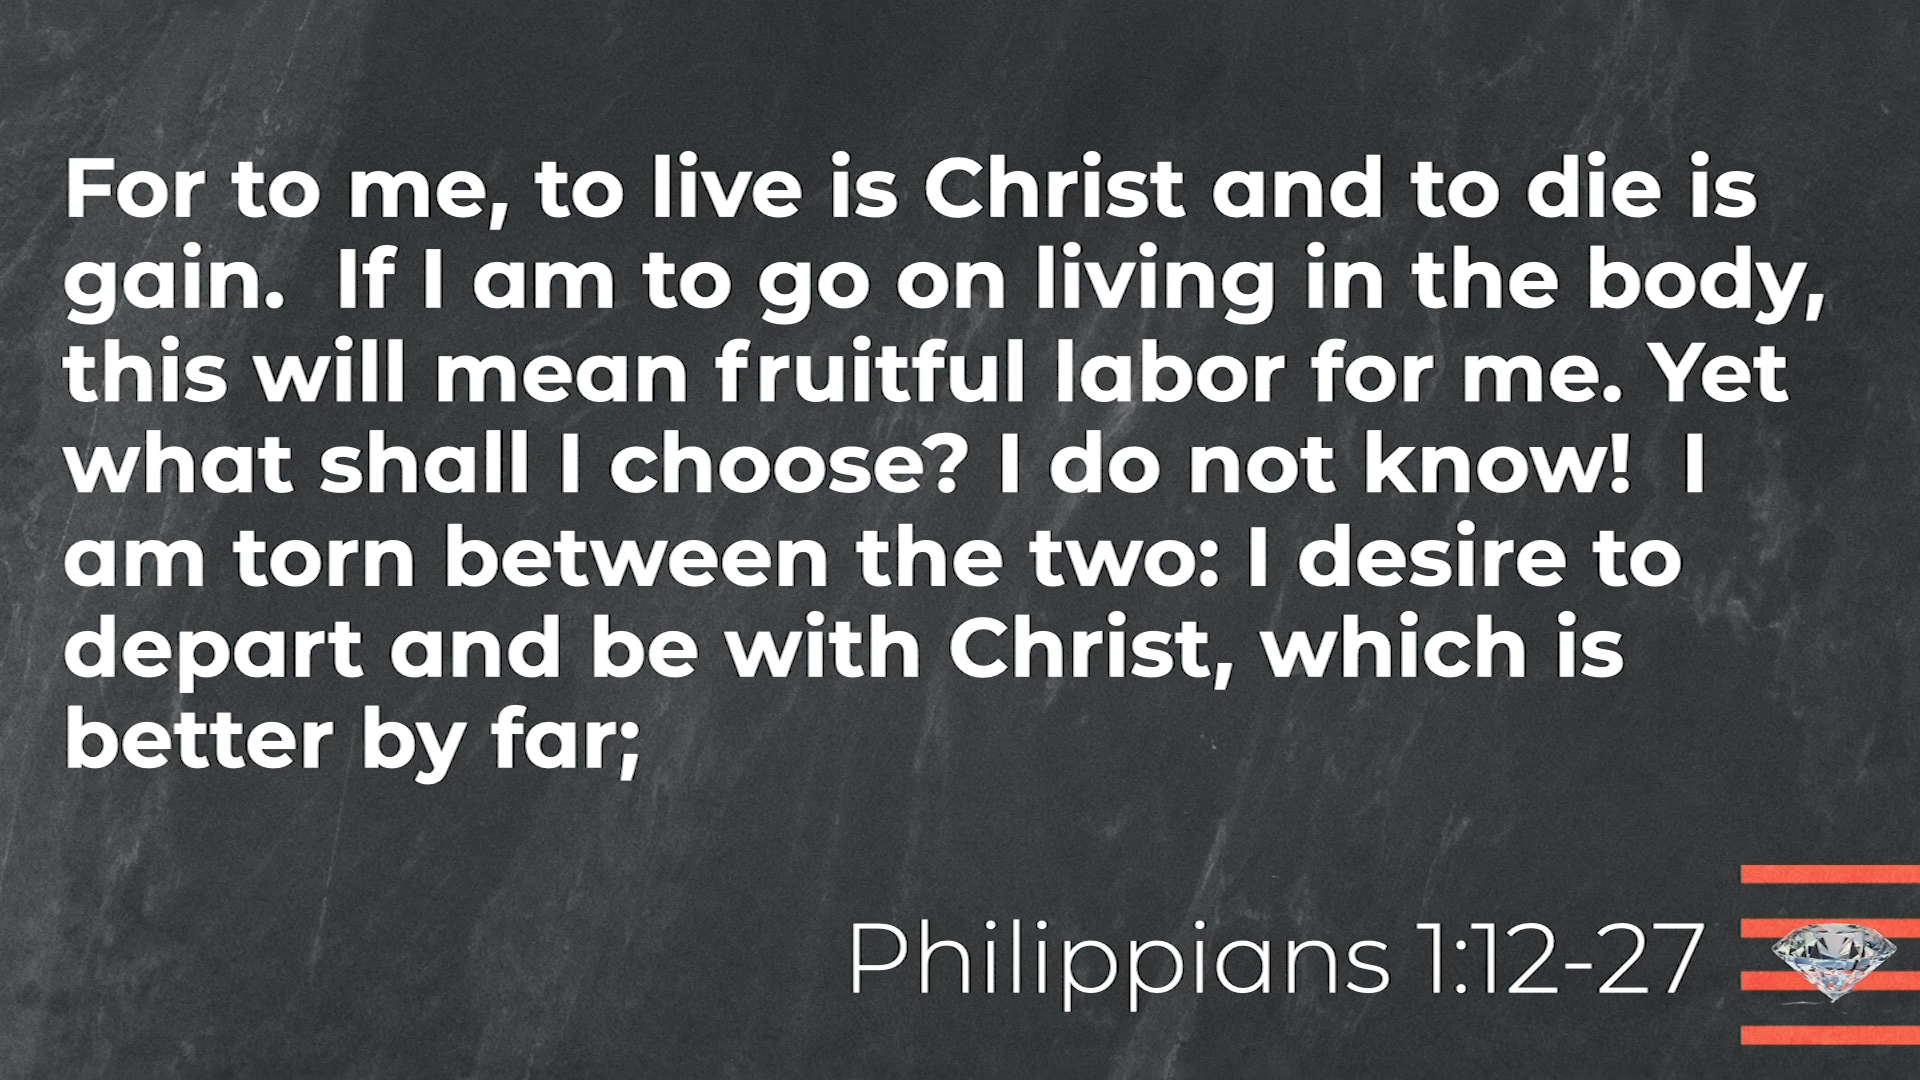 For to me, to live is Christ and to die is
gain.  If I am to go on living in the body,
this will mean fruitful labor for me. Yet
what shall I choose? I do not know!  I
am torn between the two: I desire to
depart and be with Christ, which is
better by far;
Philippians 1:12-27